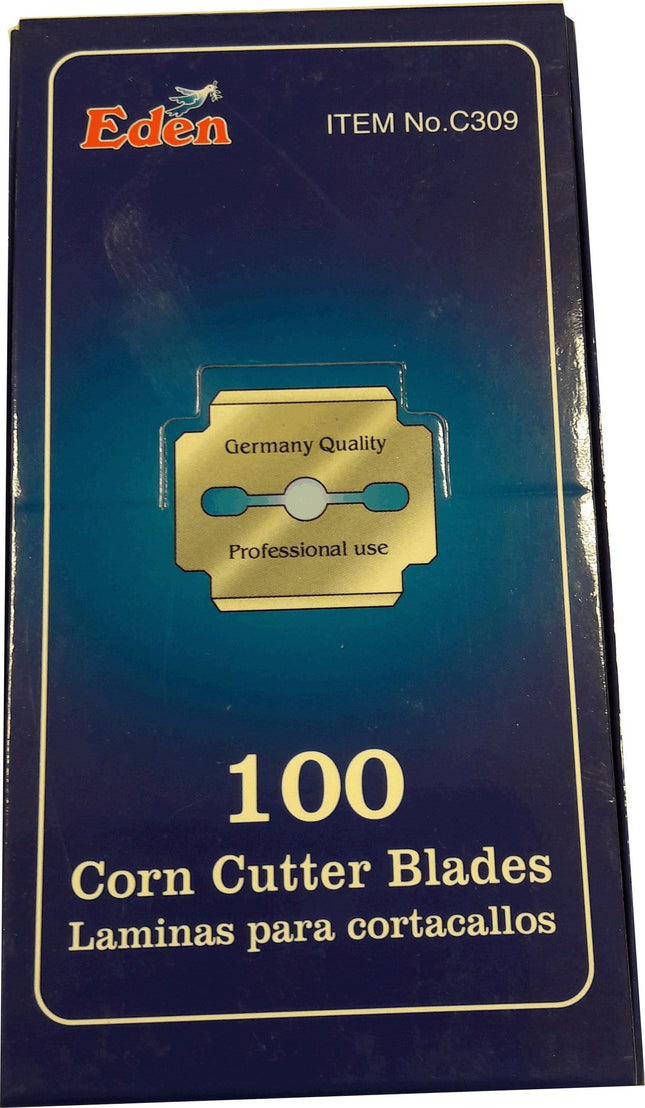 Eden
ITEM No.C309
Germany Quality
Professional use
100
Corn Cutter Blades
Laminas para cortacallos